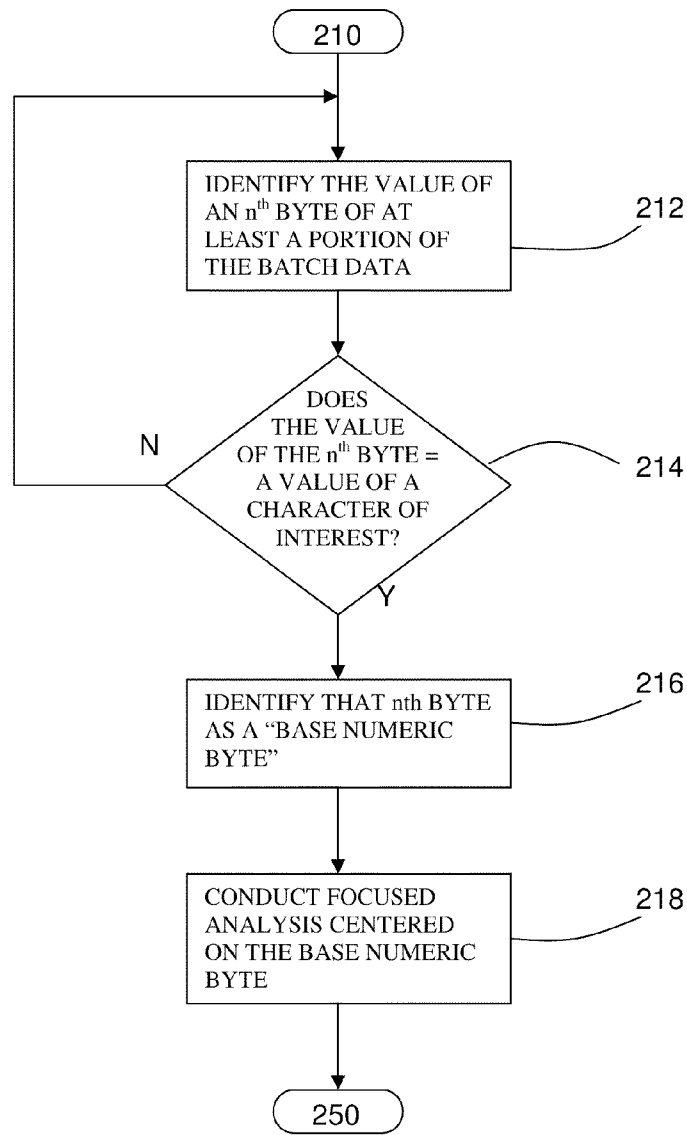 210
IDENTIFY THE VALUE OF
AN nth BYTE OF AT
LEAST A PORTION OF
THE BATCH DATA
212
DOES
THE VALUE
OF THE nth BYTE =
A VALUE OF A
CHARACTER OF
INTEREST?
N
214
Y
IDENTIFY THAT nth BYTE
AS A “BASE NUMERIC
BYTE”
216
CONDUCT FOCUSED
ANALYSIS CENTERED
ON THE BASE NUMERIC
BYTE
218
250